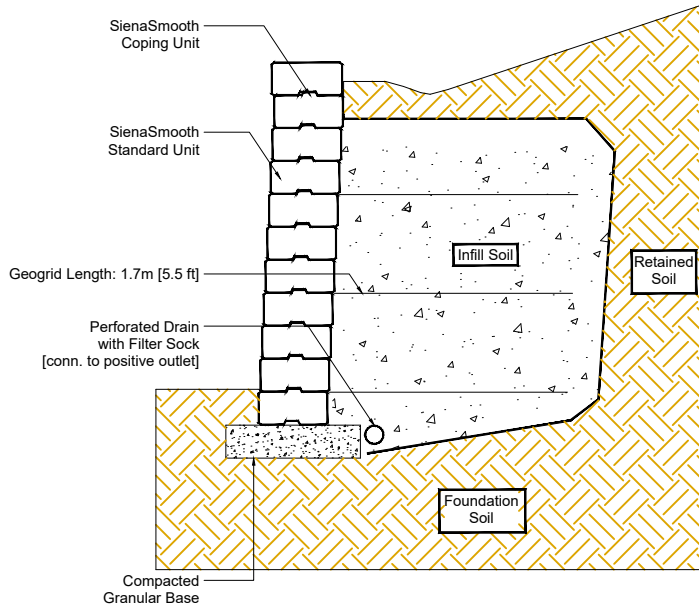 SienaSmooth
Coping Unit
SienaSmooth
Standard Unit
Infill Soil
Retained
Soil
Geogrid Length: 1.7m [5.5 ft]
Perforated Drain
with Filter Sock
[conn. to positive outlet]
Foundation
Soil
Compacted
Granular Base